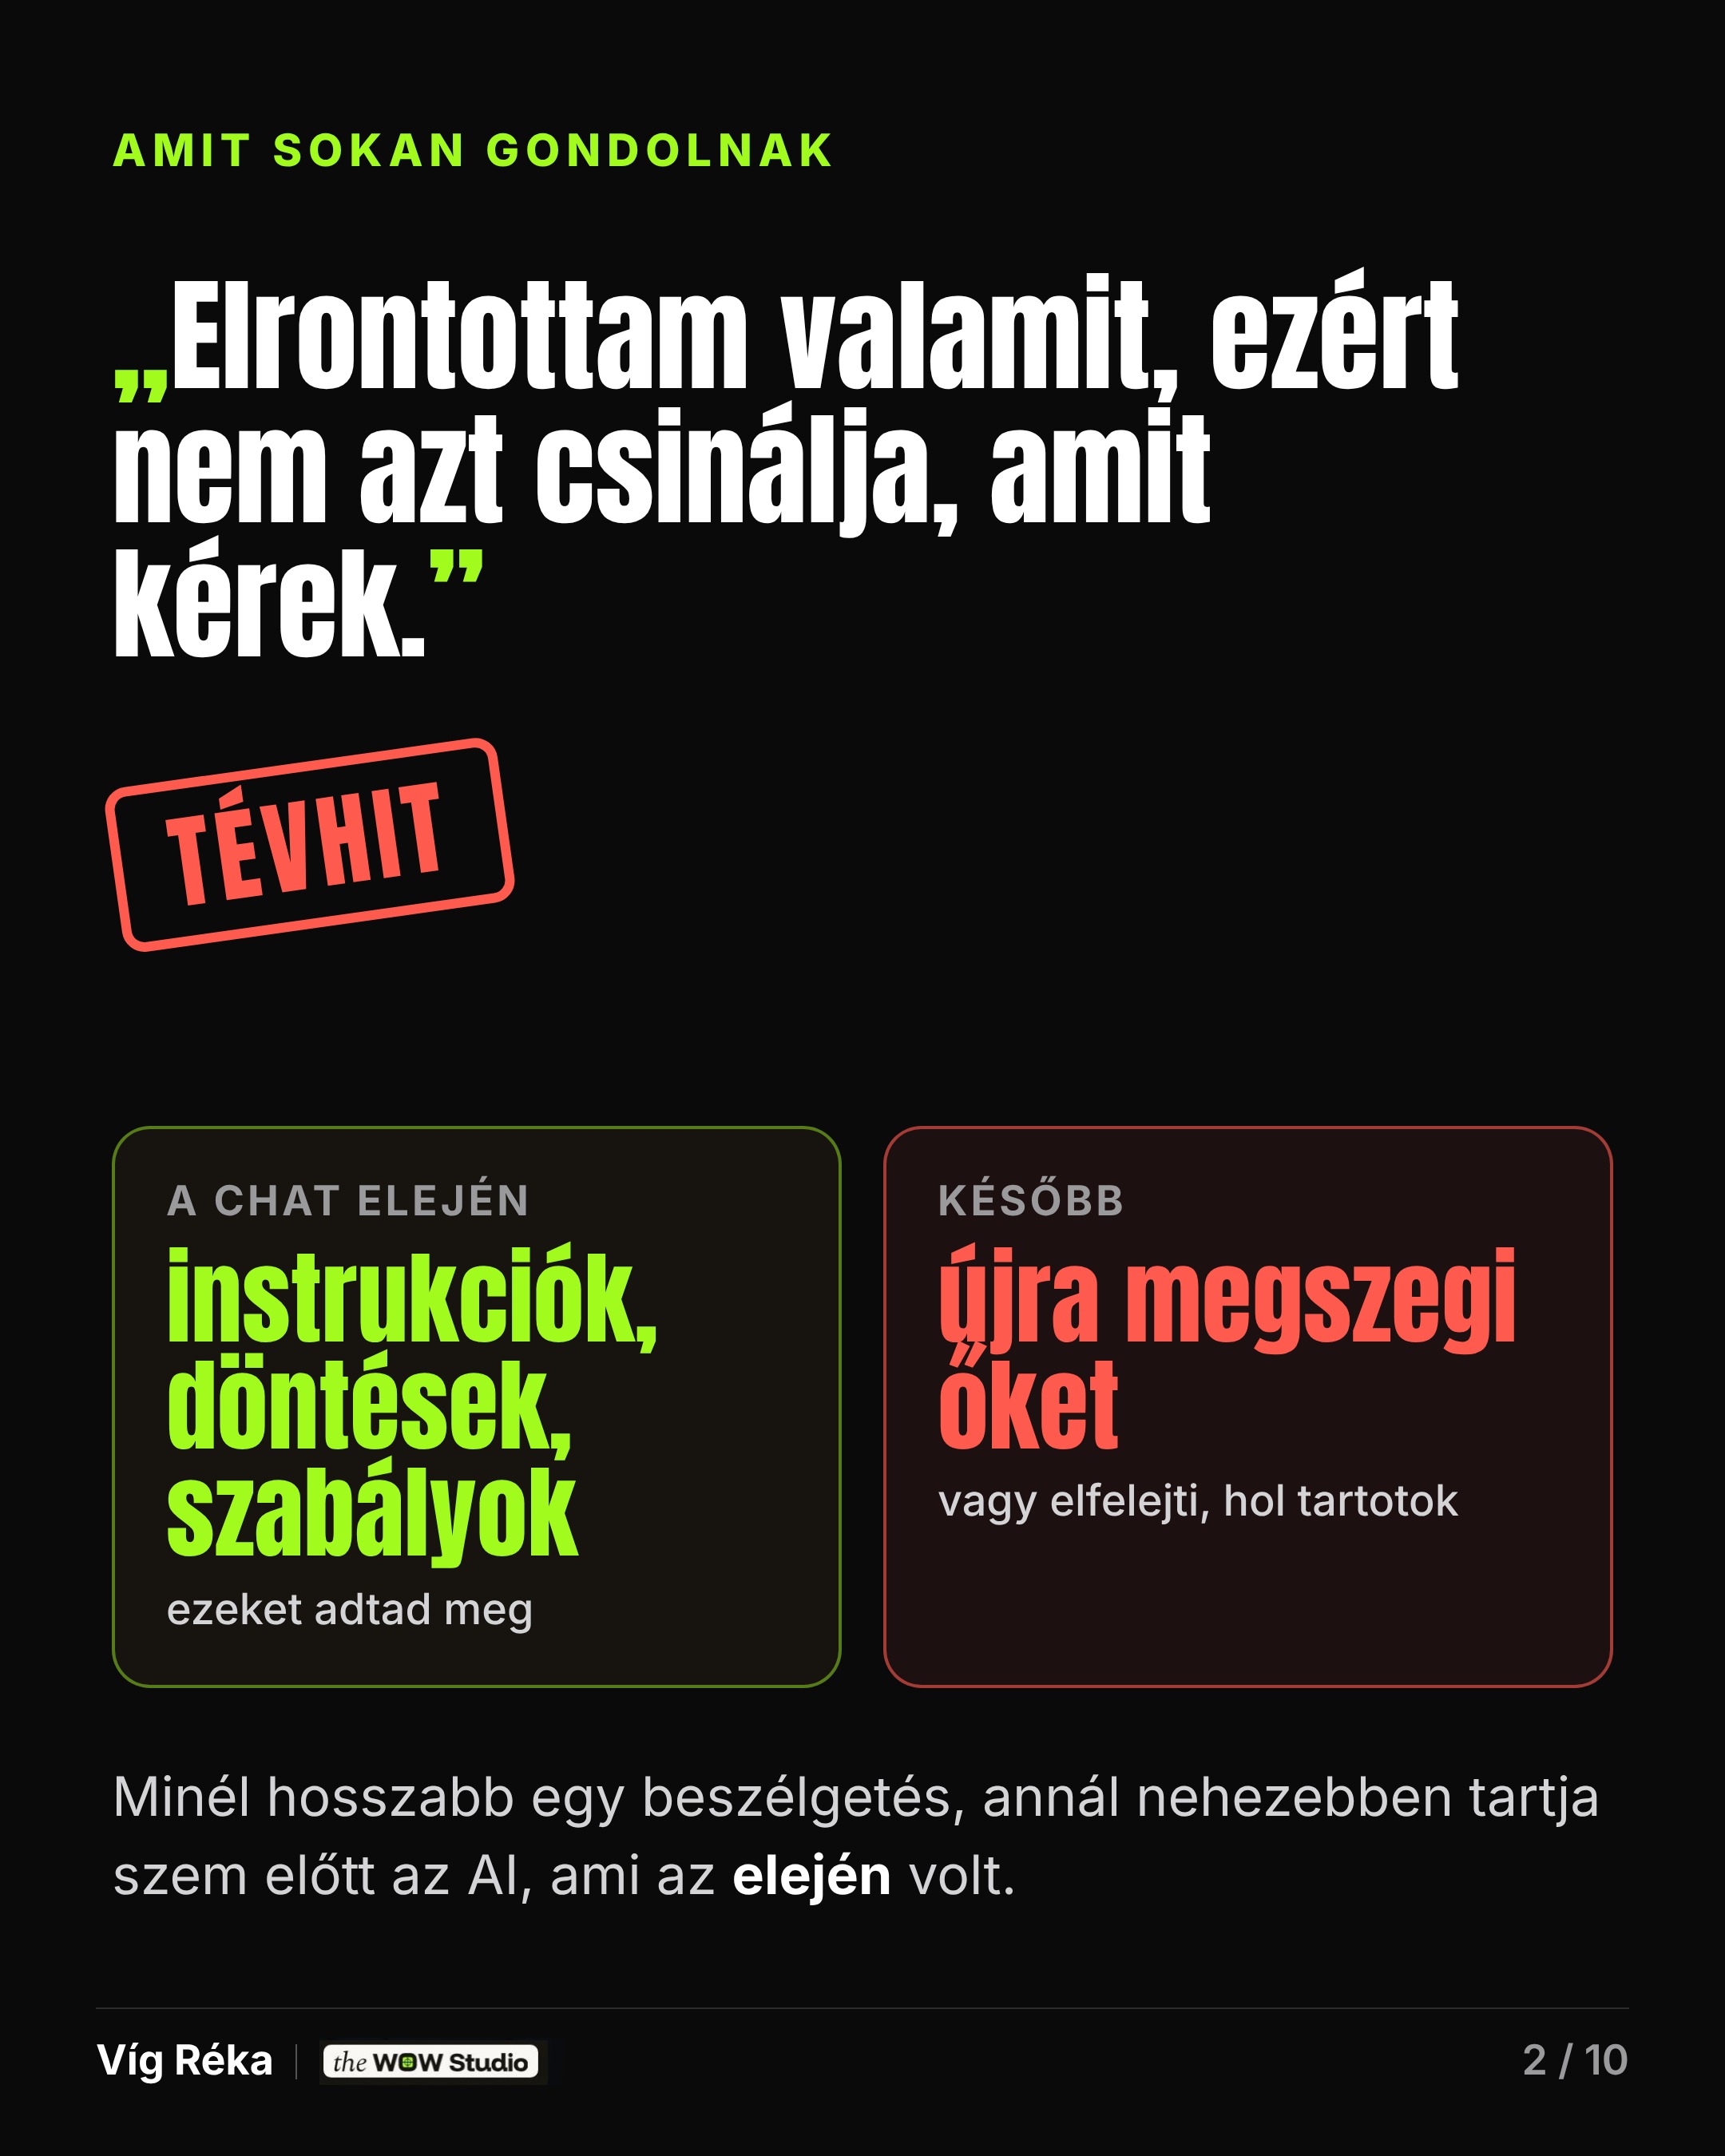 AMIT SOKAN GONDOLNAK
„Elrontottam valamit, ezért
nem azt csinálja, amit
kérek.”
TÉVHIT
A CHAT ELEJÉN
instrukciók,
döntések,
szabályok
ezeket adtad meg
KÉSŐBB
újra megszegi
őket
vagy elfelejti, hol tartotok
Minél hosszabb egy beszélgetés, annál nehezebben tartja
szem előtt az AI, ami az elején volt.
Víg Réka
the WOW Studio
2 / 10